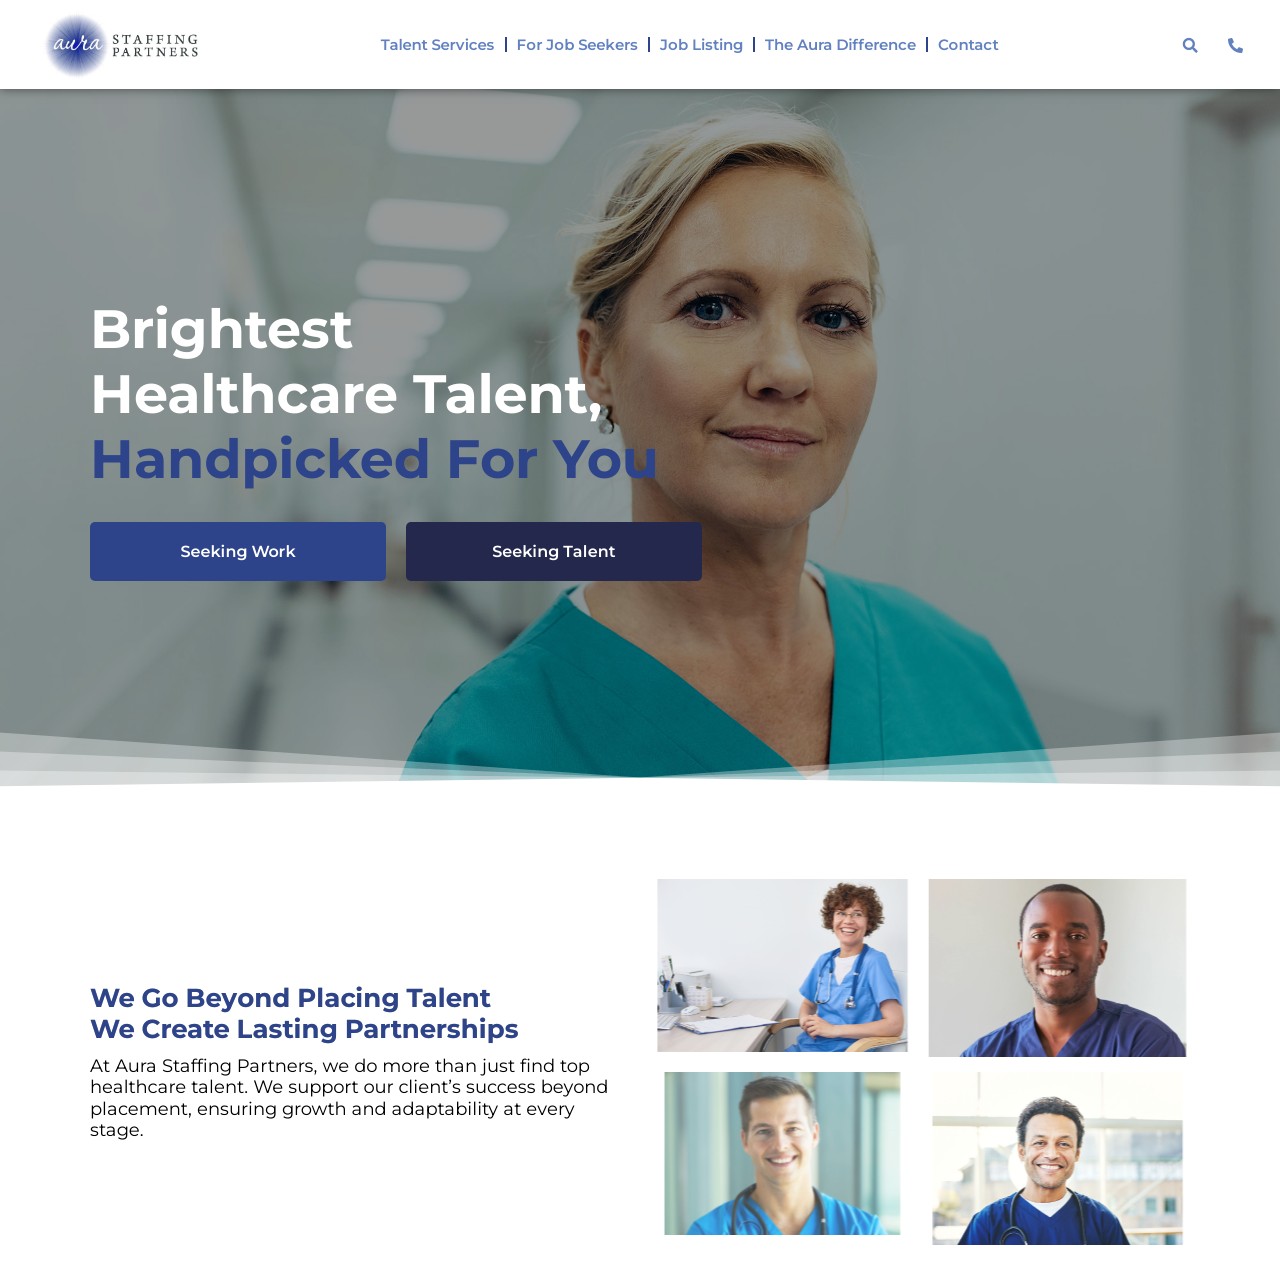 aura STAFFING
PARTNERS
Talent Services
For Job Seekers
Job Listing
The Aura Difference
Contact
Brightest
Healthcare Talent,
Handpicked For You
Seeking Work
Seeking Talent
We Go Beyond Placing Talent
We Create Lasting Partnerships
At Aura Staffing Partners, we do more than just find top
healthcare talent. We support our client’s success beyond
placement, ensuring growth and adaptability at every
stage.